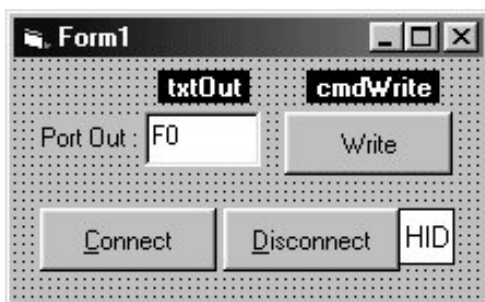 Form1
txtOut cmdWrite
Port Out : F0 Write
Connect Disconnect HID